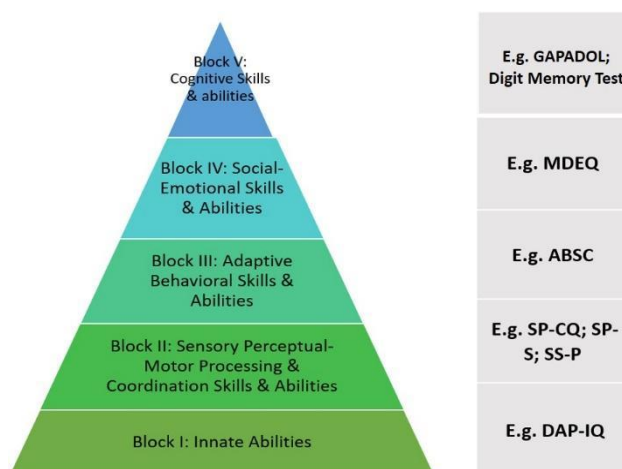 Block V:
Cognitive Skills
& abilities
E.g. GAPADOL;
Digit Memory Test
Block IV: Social-
Emotional Skills
& Abilities
E.g. MDEQ
Block III: Adaptive
Behavioral Skills &
Abilities
E.g. ABSC
Block II: Sensory Perceptual-
Motor Processing &
Coordination Skills & Abilities
E.g. SP-CQ; SP-
S; SS-P
Block I: Innate Abilities
E.g. DAP-IQ